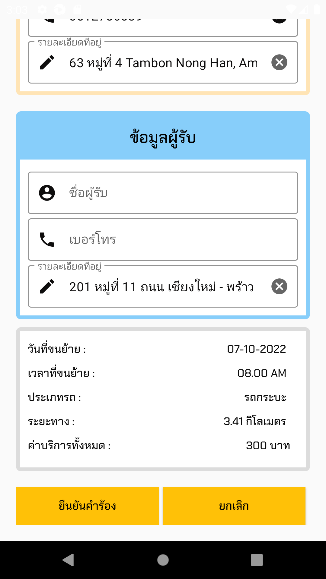 รายละเอียดที่อยู่
63 หมู่ที่ 4 Tambon Nong Han, Am
ข้อมูลผู้รับ
ชื่อผู้รับ
เบอร์โทร
รายละเอียดที่อยู่
201 หมู่ที่ 11 ถนน เชียงใหม่ - พร้าว
วันที่ขนย้าย : 07-10-2022
เวลาที่ขนย้าย : 08.00 AM
ประเภทรถ : รถกระบะ
ระยะทาง : 3.41 กิโลเมตร
ค่าบริการทั้งหมด : 300 บาท
ยืนยันคำร้อง ยกเลิก